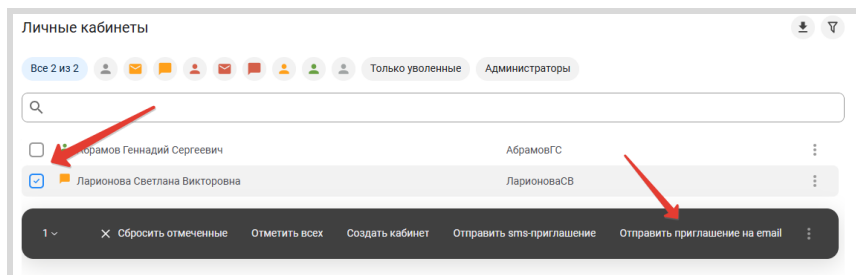 Личные кабинеты
Все 2 из 2 Только уволенные Администраторы
Абрамов Геннадий Сергеевич АбрамовГС
Ларионова Светлана Викторовна ЛарионоваСВ
1 Сбросить отмеченные Отметить всех Создать кабинет Отправить sms-приглашение Отправить приглашение на email